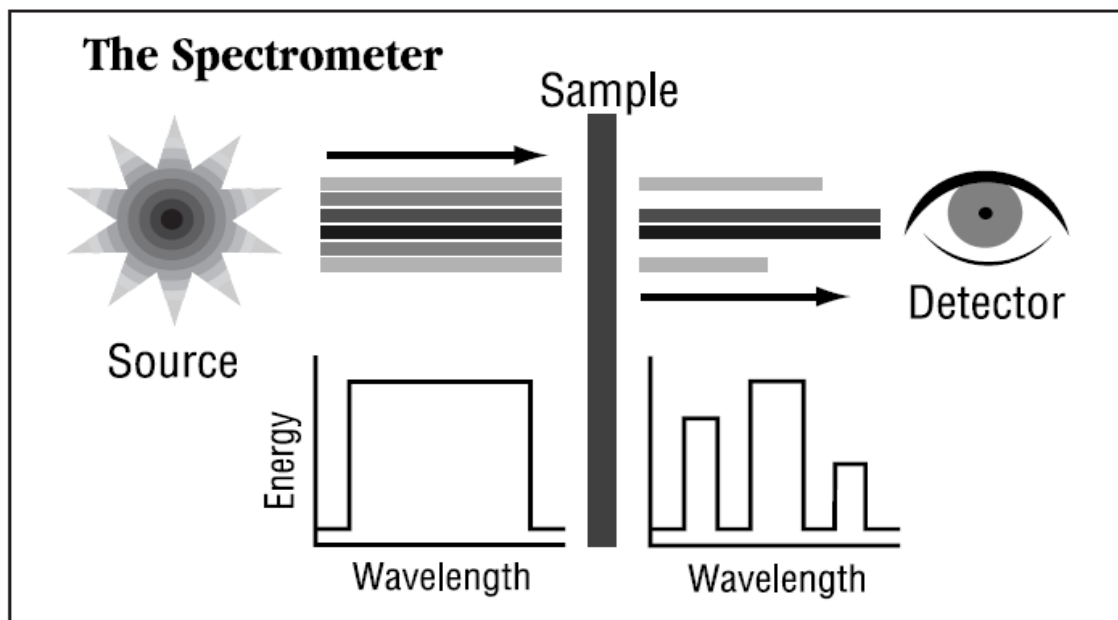 The Spectrometer
Sample
Source
Detector
Energy
Wavelength
Wavelength